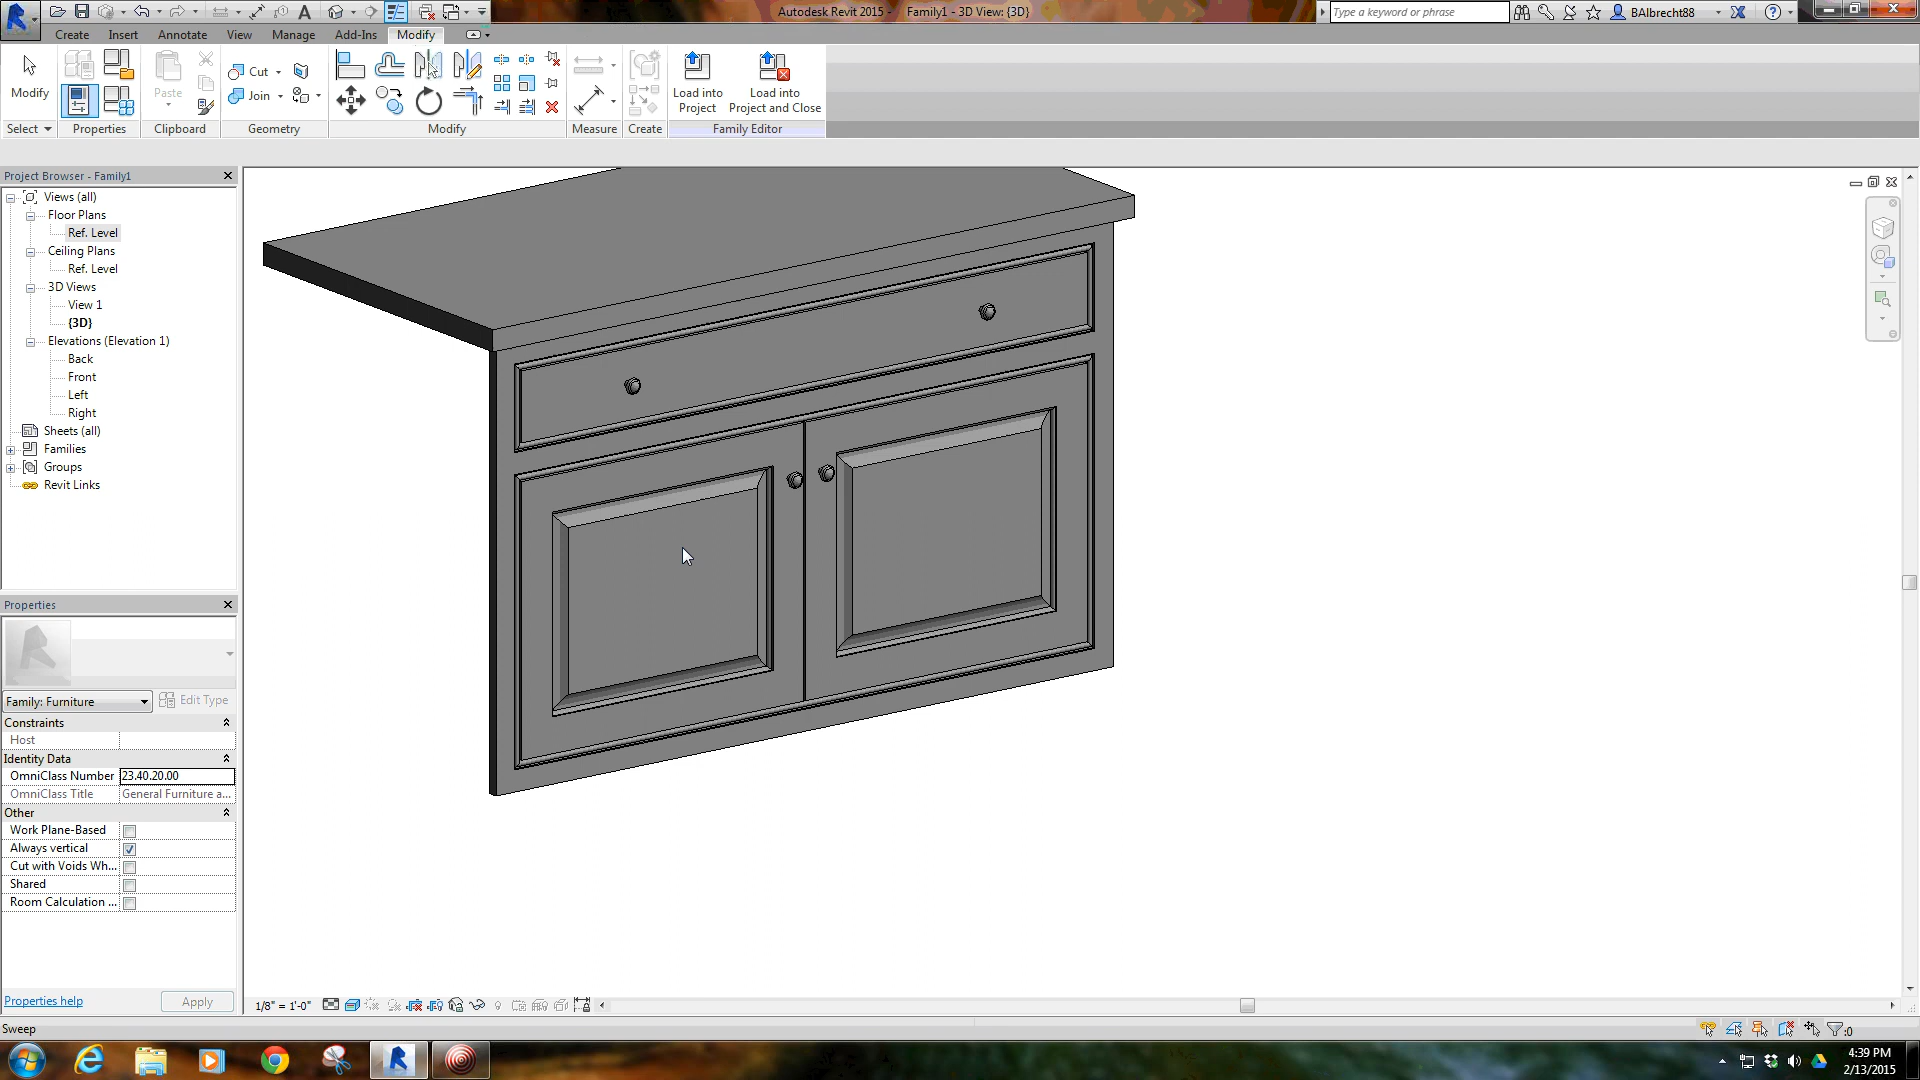 Autodesk Revit 2015 - Family1 - 3D View: {3D}
Type a keyword or phrase
BAlbrecht88
Create Insert Annotate View Manage Add-Ins Modify
Modify
Paste
Cut
Join
Load into Project
Load into Project and Close
Select Properties Clipboard Geometry Modify Measure Create Family Editor
Project Browser - Family1
Views (all)
Floor Plans
Ref. Level
Ceiling Plans
Ref. Level
3D Views
View 1
{3D}
Elevations (Elevation 1)
Back
Front
Left
Right
Sheets (all)
Families
Groups
Revit Links
Properties
Family: Furniture Edit Type
Constraints
Host
Identity Data
OmniClass Number 23.40.20.00
OmniClass Title General Furniture a...
Other
Work Plane-Based
Always vertical
Cut with Voids Wh...
Shared
Room Calculation ...
Properties help Apply
1/8" = 1'-0"
Sweep
:0
4:39 PM
2/13/2015